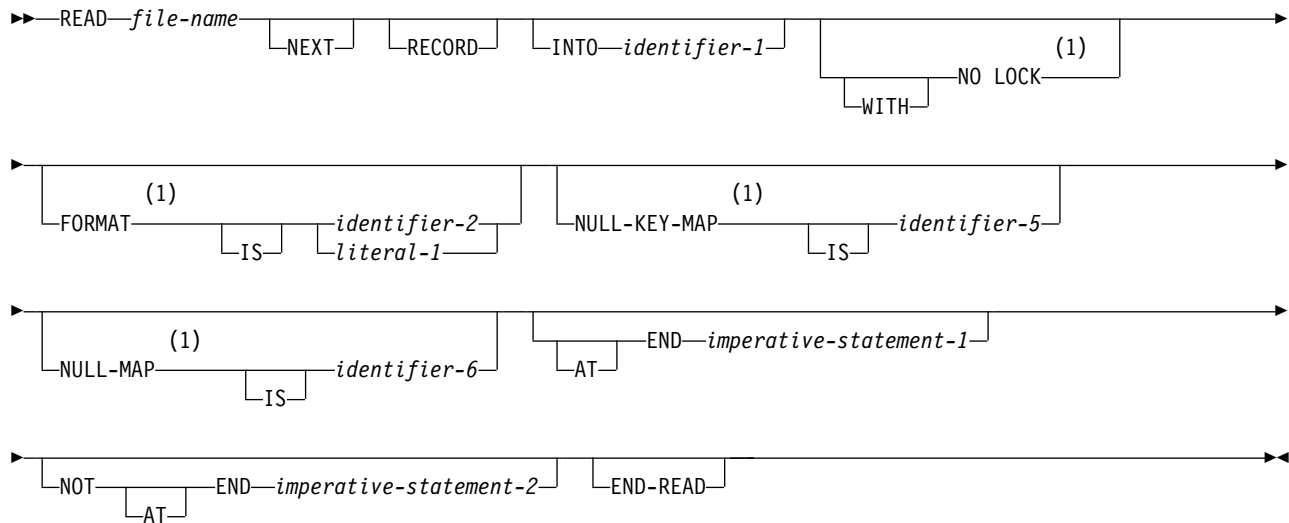 READ file-name NEXT RECORD INTO identifier-1 (1)
NO LOCK
WITH
(1) (1)
FORMAT identifier-2 NULL-KEY-MAP identifier-5
IS literal-1 IS
(1) END imperative-statement-1
NULL-MAP identifier-6 AT
IS
NOT END imperative-statement-2 END-READ
AT